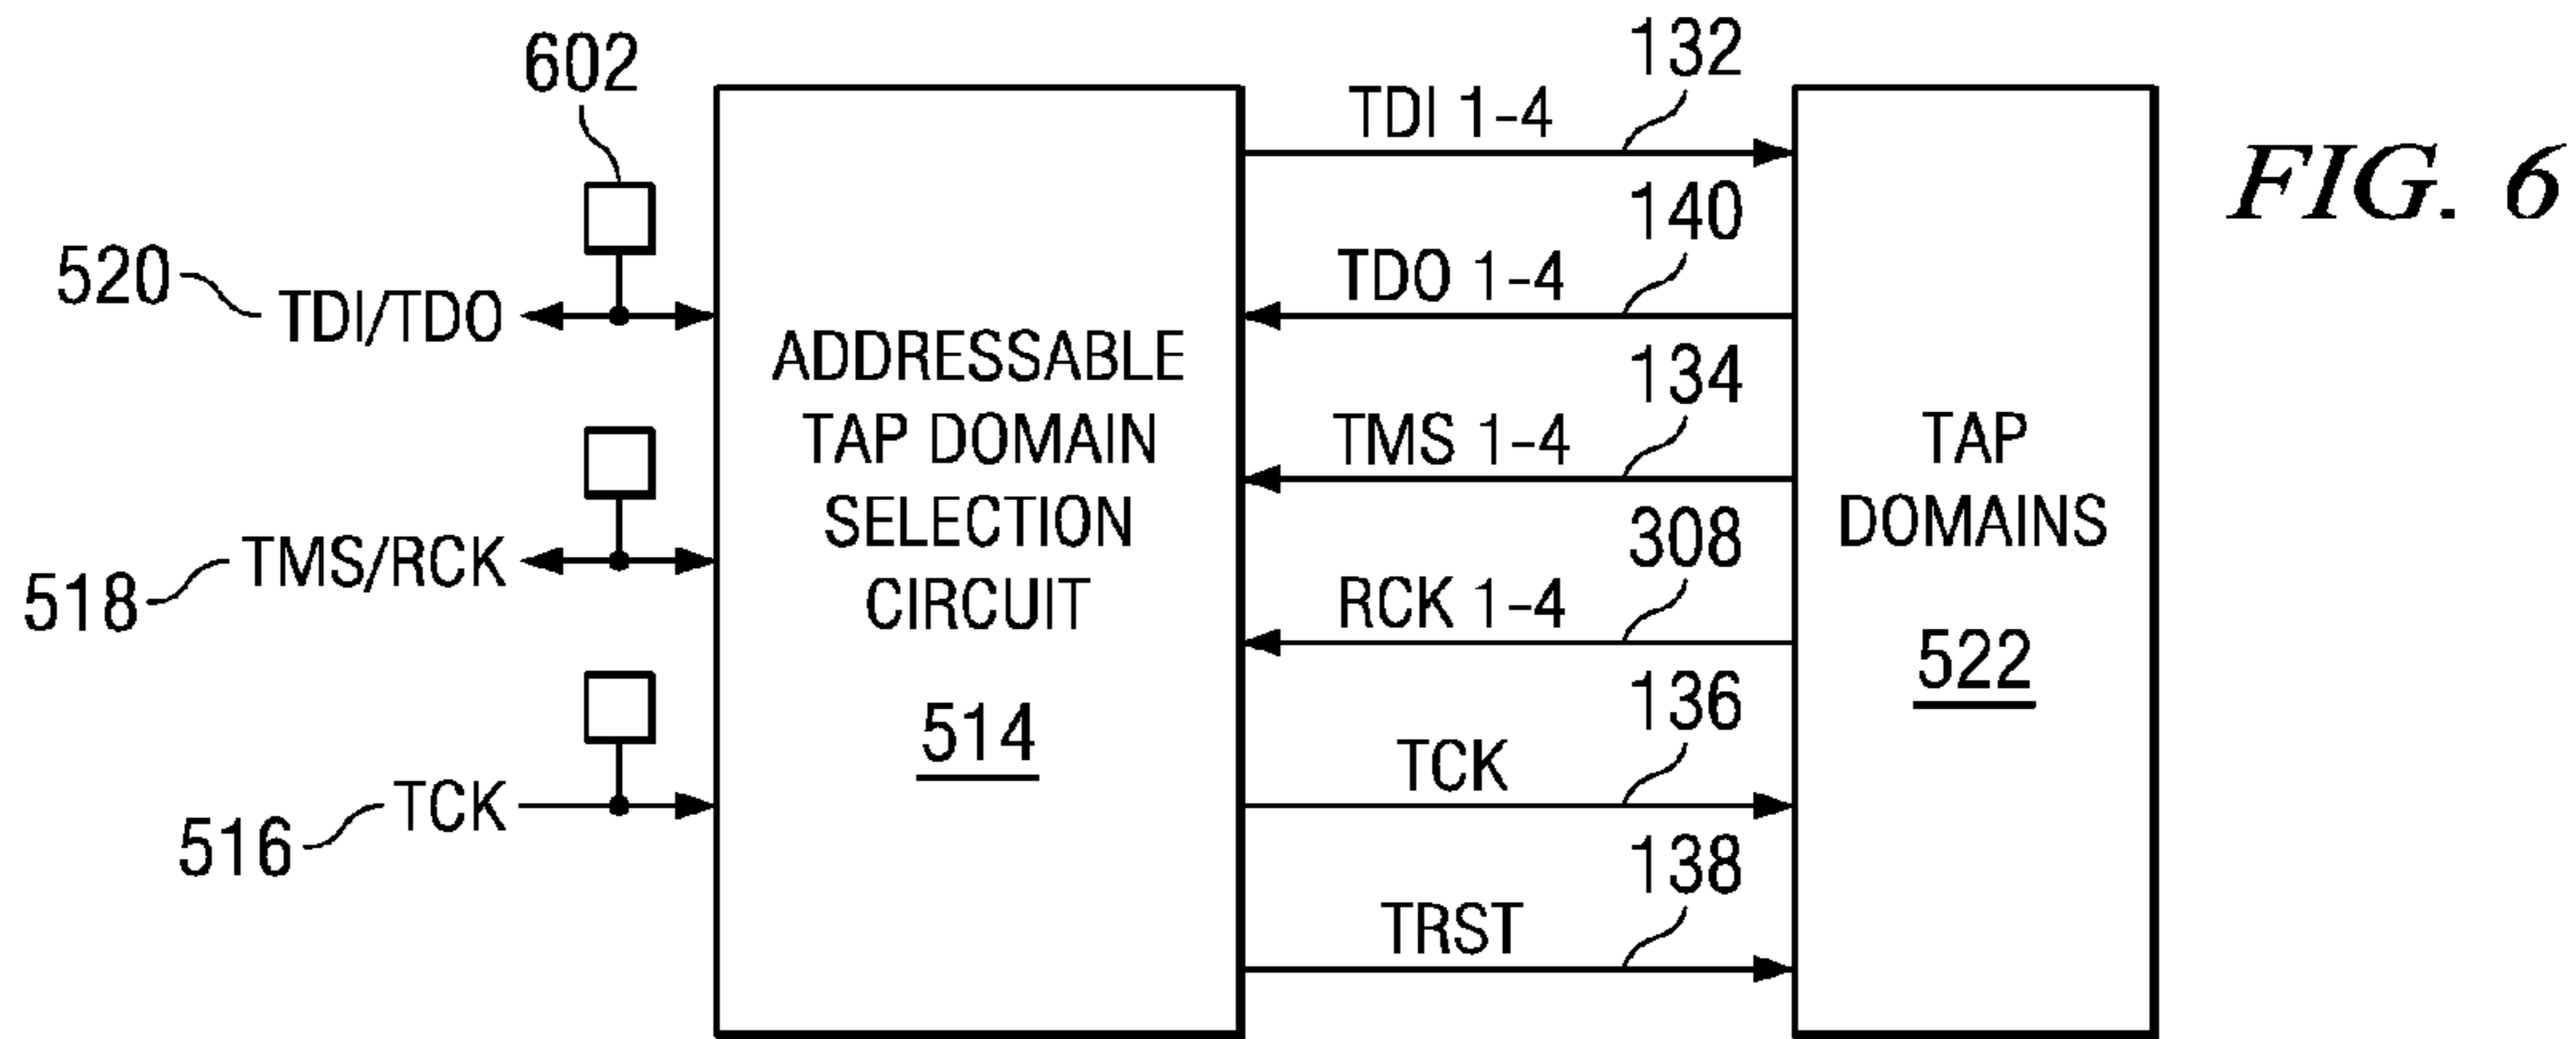 602
520
TDI/TDO
518
TMS/RCK
516
TCK
ADDRESSABLE
TAP DOMAIN
SELECTION
CIRCUIT
514
132
TDI 1-4
140
TDO 1-4
134
TMS 1-4
308
RCK 1-4
136
TCK
138
TRST
TAP
DOMAINS
522
FIG. 6